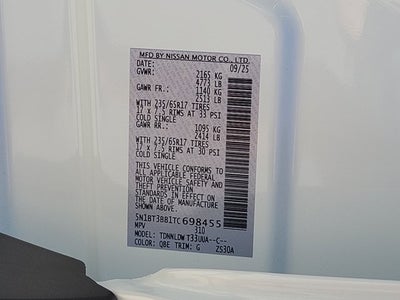 MFD BY NISSAN MOTOR CO., LTD.
DATE: 09/25
GVWR: 2165 KG
4773 LB
GAWR FR.: 1140 KG
2513 LB
WITH 235/65R17 TIRES
17 x 7.5 RIMS AT 33 PSI
COLD SINGLE
GAWR RR.: 1095 KG
2414 LB
WITH 235/65R17 TIRES
17 x 7.5 RIMS AT 30 PSI
COLD SINGLE
THIS VEHICLE CONFORMS TO
ALL APPLICABLE FEDERAL
MOTOR VEHICLE SAFETY AND
THEFT PREVENTION
STANDARDS IN EFFECT ON
THE DATE OF MANUFACTURE
SHOWN ABOVE.
5N1BT3BB1TC698455
MPV 310
MODEL: TDNNLDW T33UUA--C--
COLOR: QBE TRIM: G ZS30A